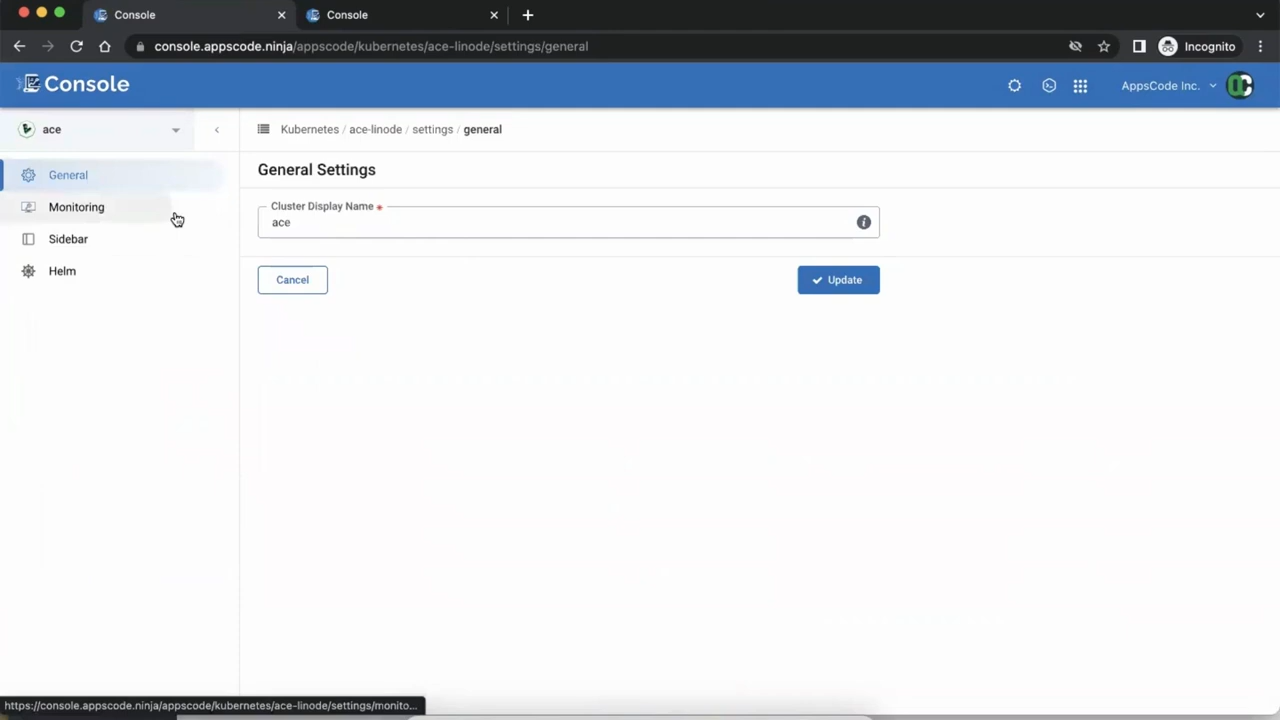 Console
Console
console.appscode.ninja/appscode/kubernetes/ace-linode/settings/general
Incognito
Console
AppsCode Inc.
ace
Kubernetes / ace-linode / settings / general
General
General Settings
Monitoring
Cluster Display Name *
ace
Sidebar
Helm
Cancel
Update
https://console.appscode.ninja/appscode/kubernetes/ace-linode/settings/monito...